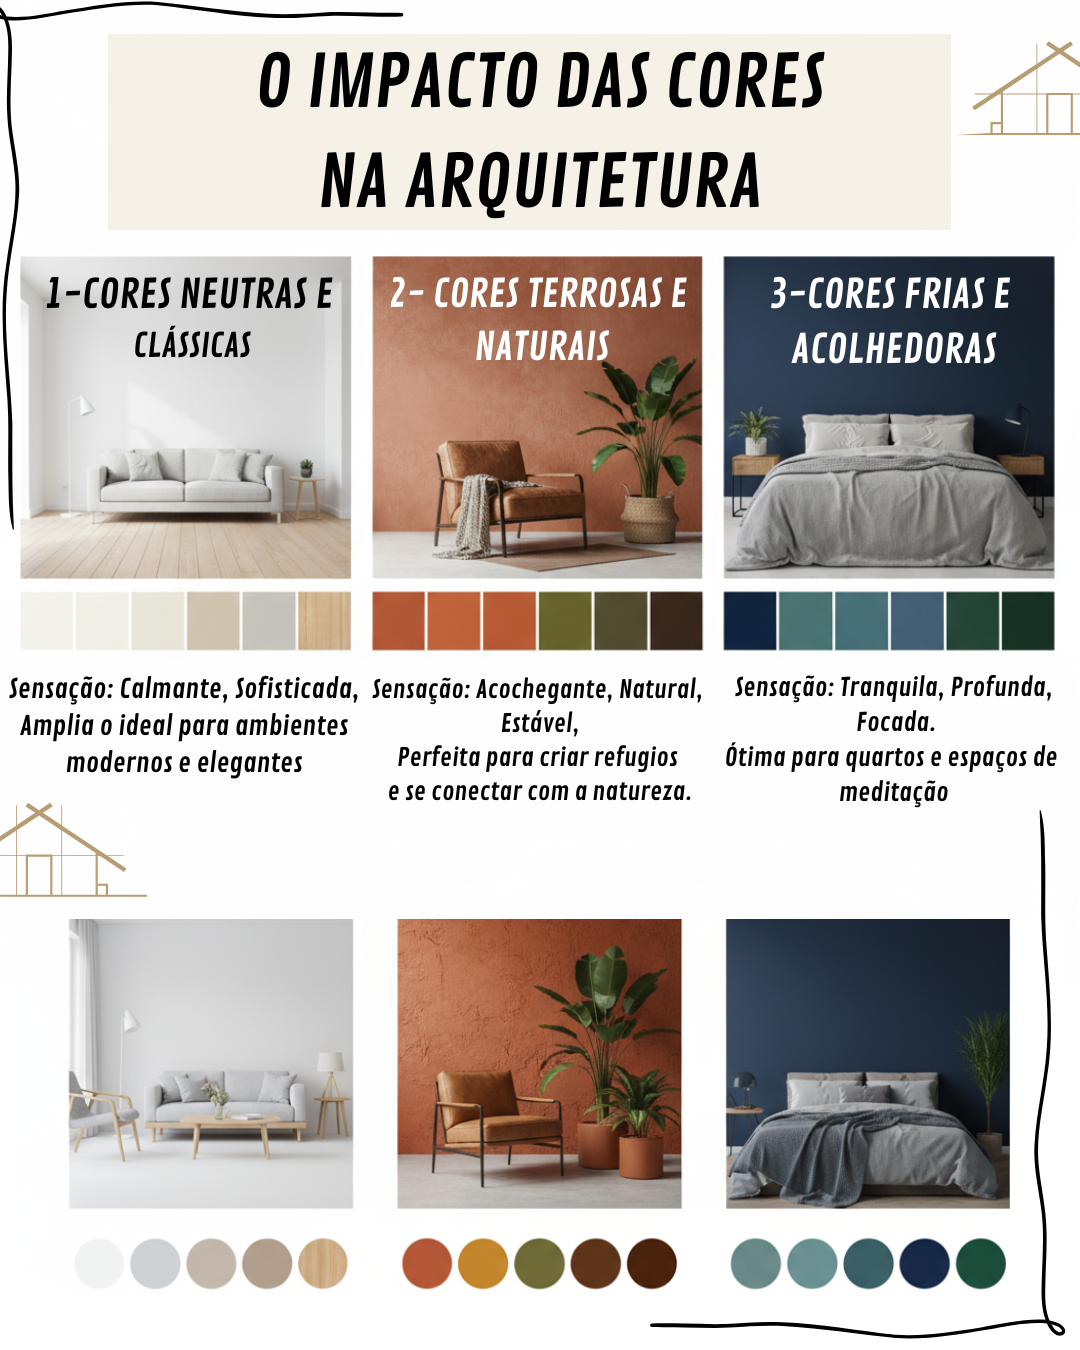 O IMPACTO DAS CORES
NA ARQUITETURA
1-CORES NEUTRAS E
CLÁSSICAS
2- CORES TERROSAS E
NATURAIS
3-CORES FRIAS E
ACOLHEDORAS
Sensação: Calmante, Sofisticada,
Amplia o ideal para ambientes
modernos e elegantes
Sensação: Acochegante, Natural,
Estável,
Perfeita para criar refugios
e se conectar com a natureza.
Sensação: Tranquila, Profunda,
Focada.
Ótima para quartos e espaços de
meditação